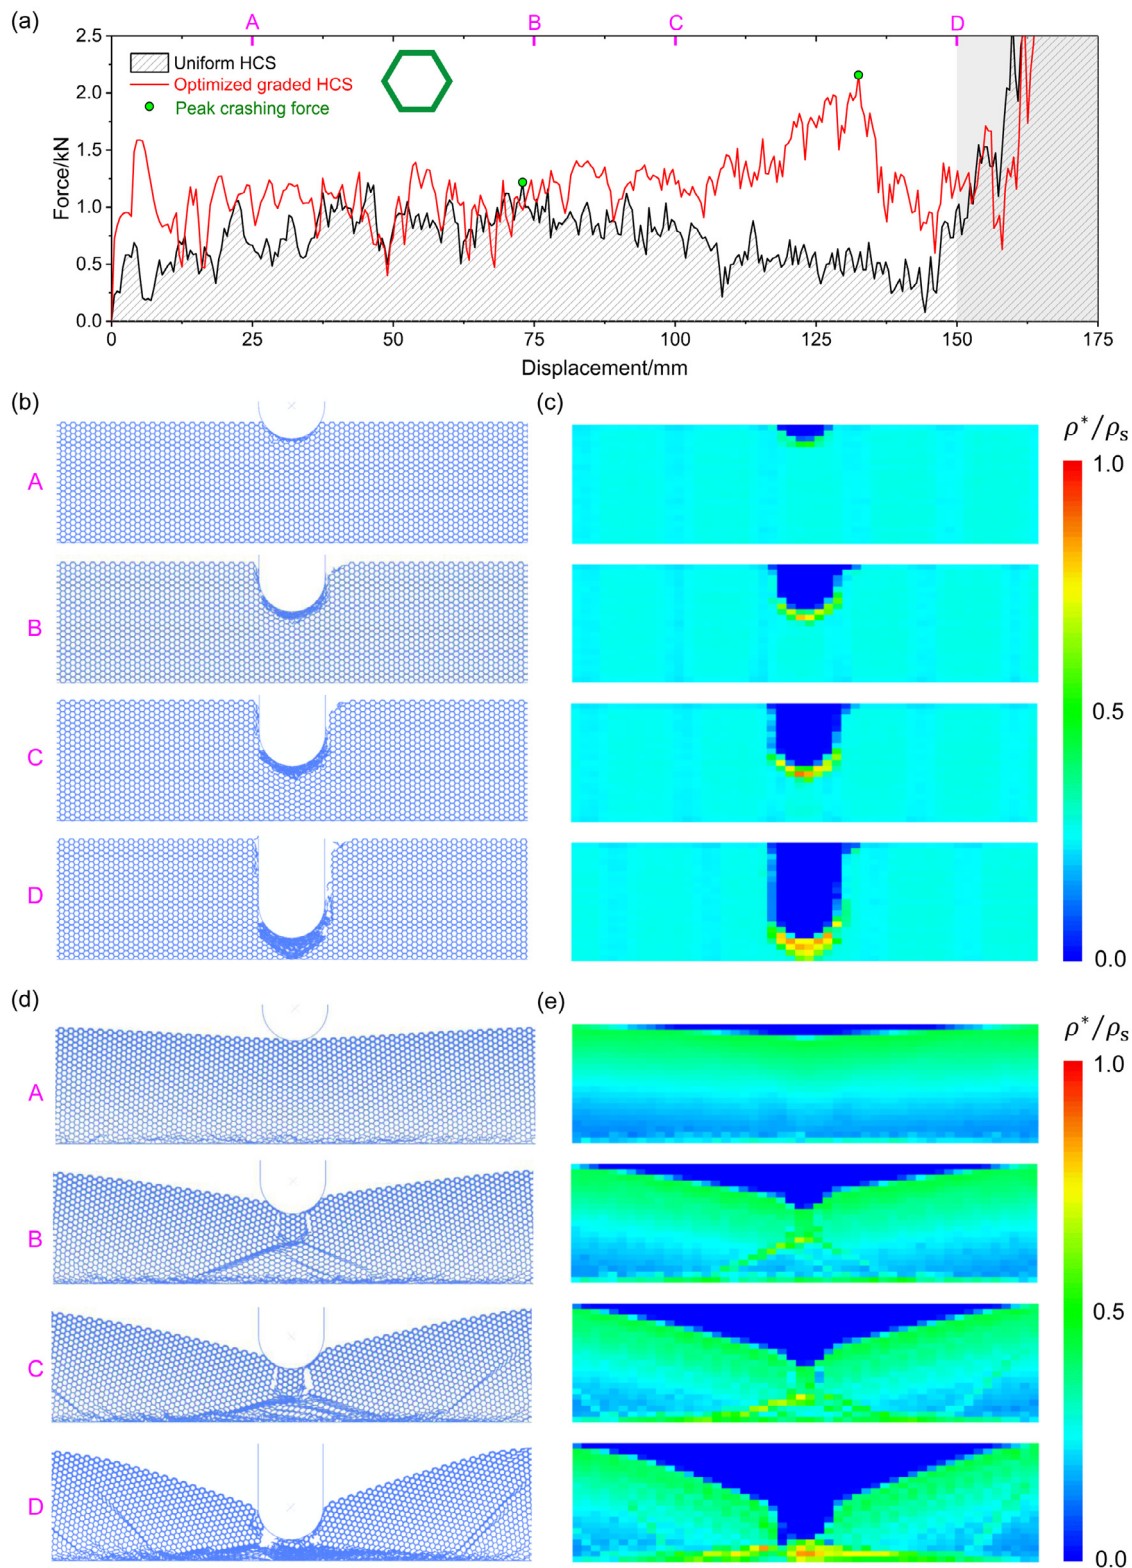 (a)
A B C D
2.5
2.0
1.5
1.0
0.5
0.0
Force/kN
Uniform HCS
Optimized graded HCS
Peak crashing force
0 25 50 75 100 125 150 175
Displacement/mm
(b) (c)
A
B
C
D
ρ*/ρs
1.0
0.5
0.0
(d) (e)
A
B
C
D
ρ*/ρs
1.0
0.5
0.0